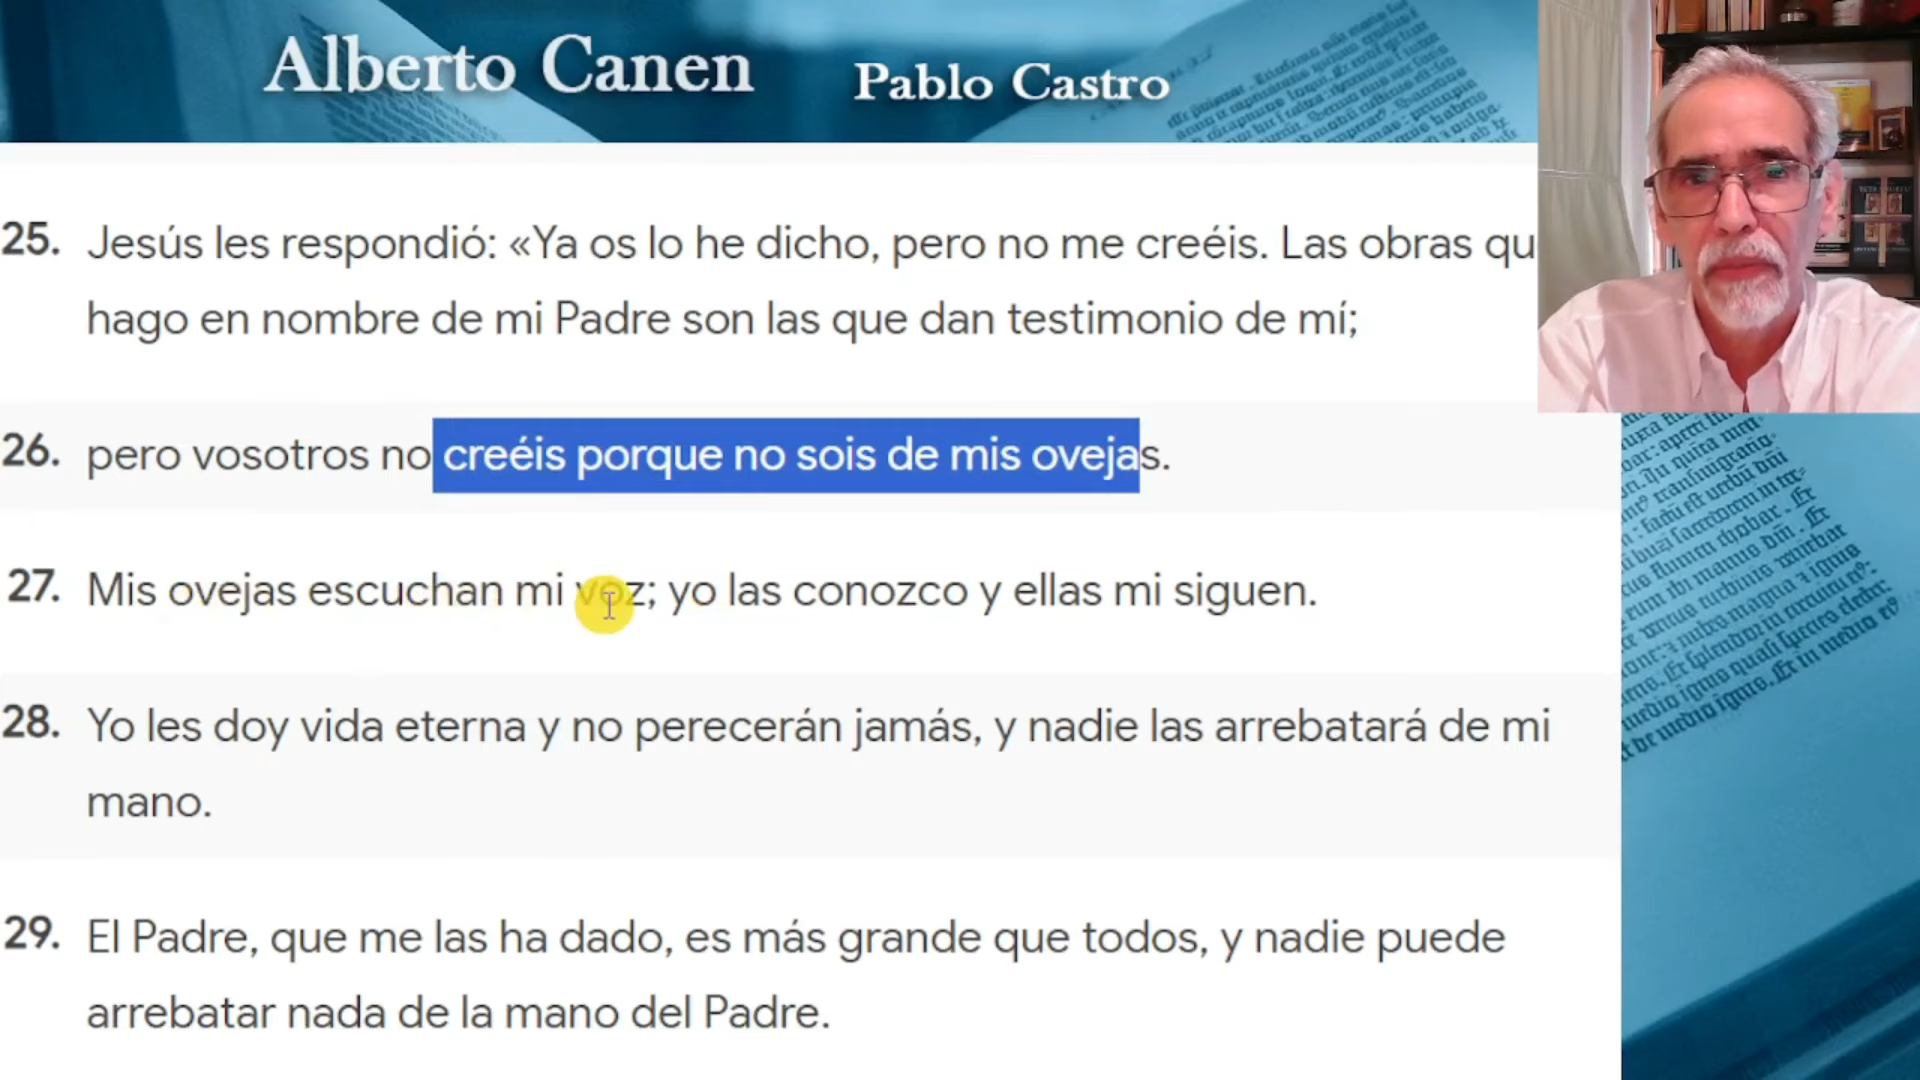 Alberto Canen
Pablo Castro
25. Jesús les respondió: «Ya os lo he dicho, pero no me creéis. Las obras qu
hago en nombre de mi Padre son las que dan testimonio de mí;
26. pero vosotros no creéis porque no sois de mis ovejas.
27. Mis ovejas escuchan mi voz; yo las conozco y ellas mi siguen.
28. Yo les doy vida eterna y no perecerán jamás, y nadie las arrebatará de mi
mano.
29. El Padre, que me las ha dado, es más grande que todos, y nadie puede
arrebatar nada de la mano del Padre.